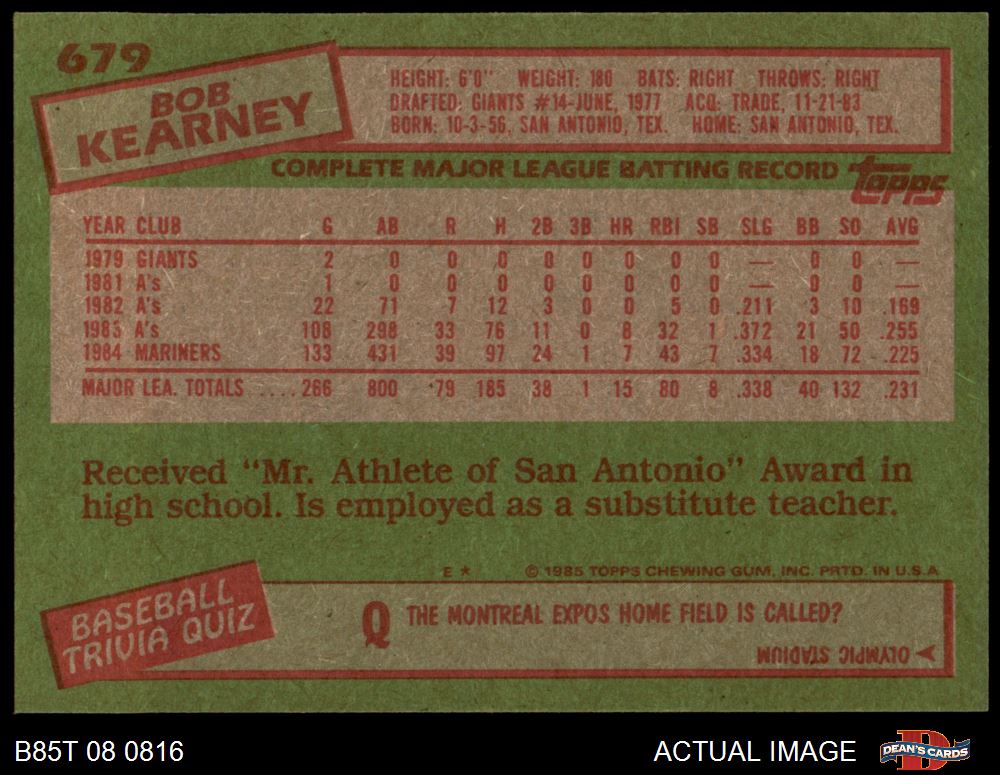 679
BOB
KEARNEY
HEIGHT: 6'0" WEIGHT: 180 BATS: RIGHT THROWS: RIGHT
DRAFTED: GIANTS #14-JUNE, 1977 ACQ: TRADE, 11-21-83
BORN: 10-3-56, SAN ANTONIO, TEX. HOME: SAN ANTONIO, TEX.
COMPLETE MAJOR LEAGUE BATTING RECORD
topps
YEAR CLUB G AB R H 2B 3B HR RBI SB SLG BB SO AVG
1979 GIANTS 2 0 0 0 0 0 0 0 0 — 0 0 —
1981 A's 1 0 0 0 0 0 0 0 0 — 0 0 —
1982 A's 22 71 7 12 3 0 0 5 0 .211 3 10 .169
1983 A's 108 298 33 76 11 0 8 32 1 .372 21 50 .255
1984 MARINERS 133 431 39 97 24 1 7 43 7 .334 18 72 .225
MAJOR LEA. TOTALS .... 266 800 79 185 38 1 15 80 8 .338 40 132 .231
Received “Mr. Athlete of San Antonio” Award in
high school. Is employed as a substitute teacher.
E * © 1985 TOPPS CHEWING GUM, INC. PRTD. IN U.S.A
BASEBALL
TRIVIA QUIZ
Q THE MONTREAL EXPOS HOME FIELD IS CALLED?
OLYMPIC STADIUM
B85T 08 0816
ACTUAL IMAGE
DEAN'S CARDS